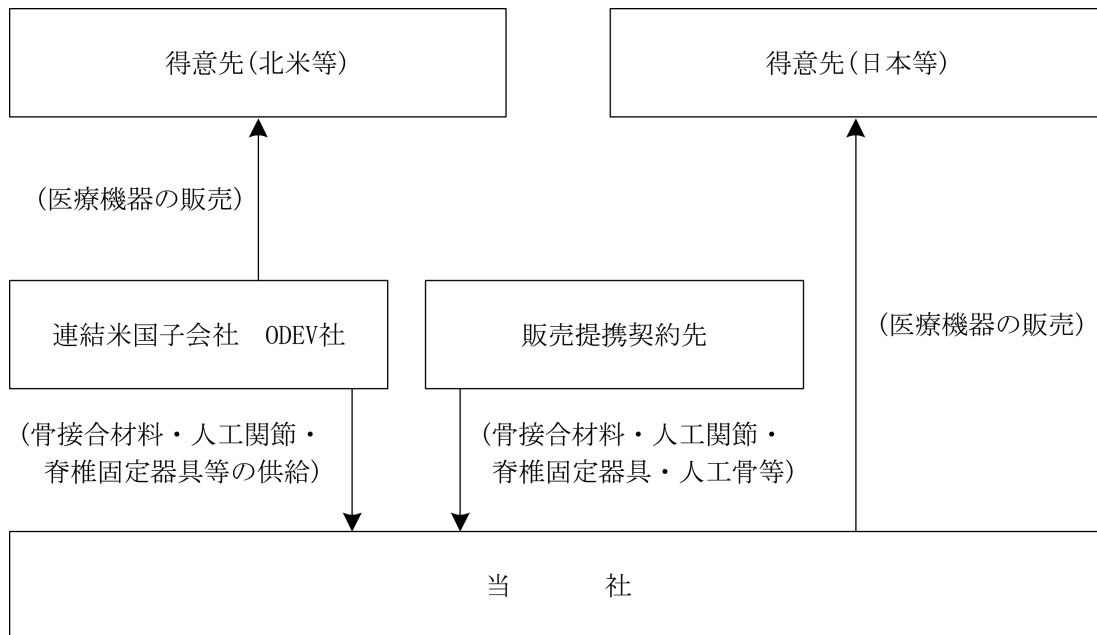 得意先(北米等)
得意先(日本等)
(医療機器の販売)
連結米国子会社　ODEV社
販売提携契約先
(医療機器の販売)
(骨接合材料・人工関節・
脊椎固定器具等の供給)
(骨接合材料・人工関節・
脊椎固定器具・人工骨等)
当　　　社